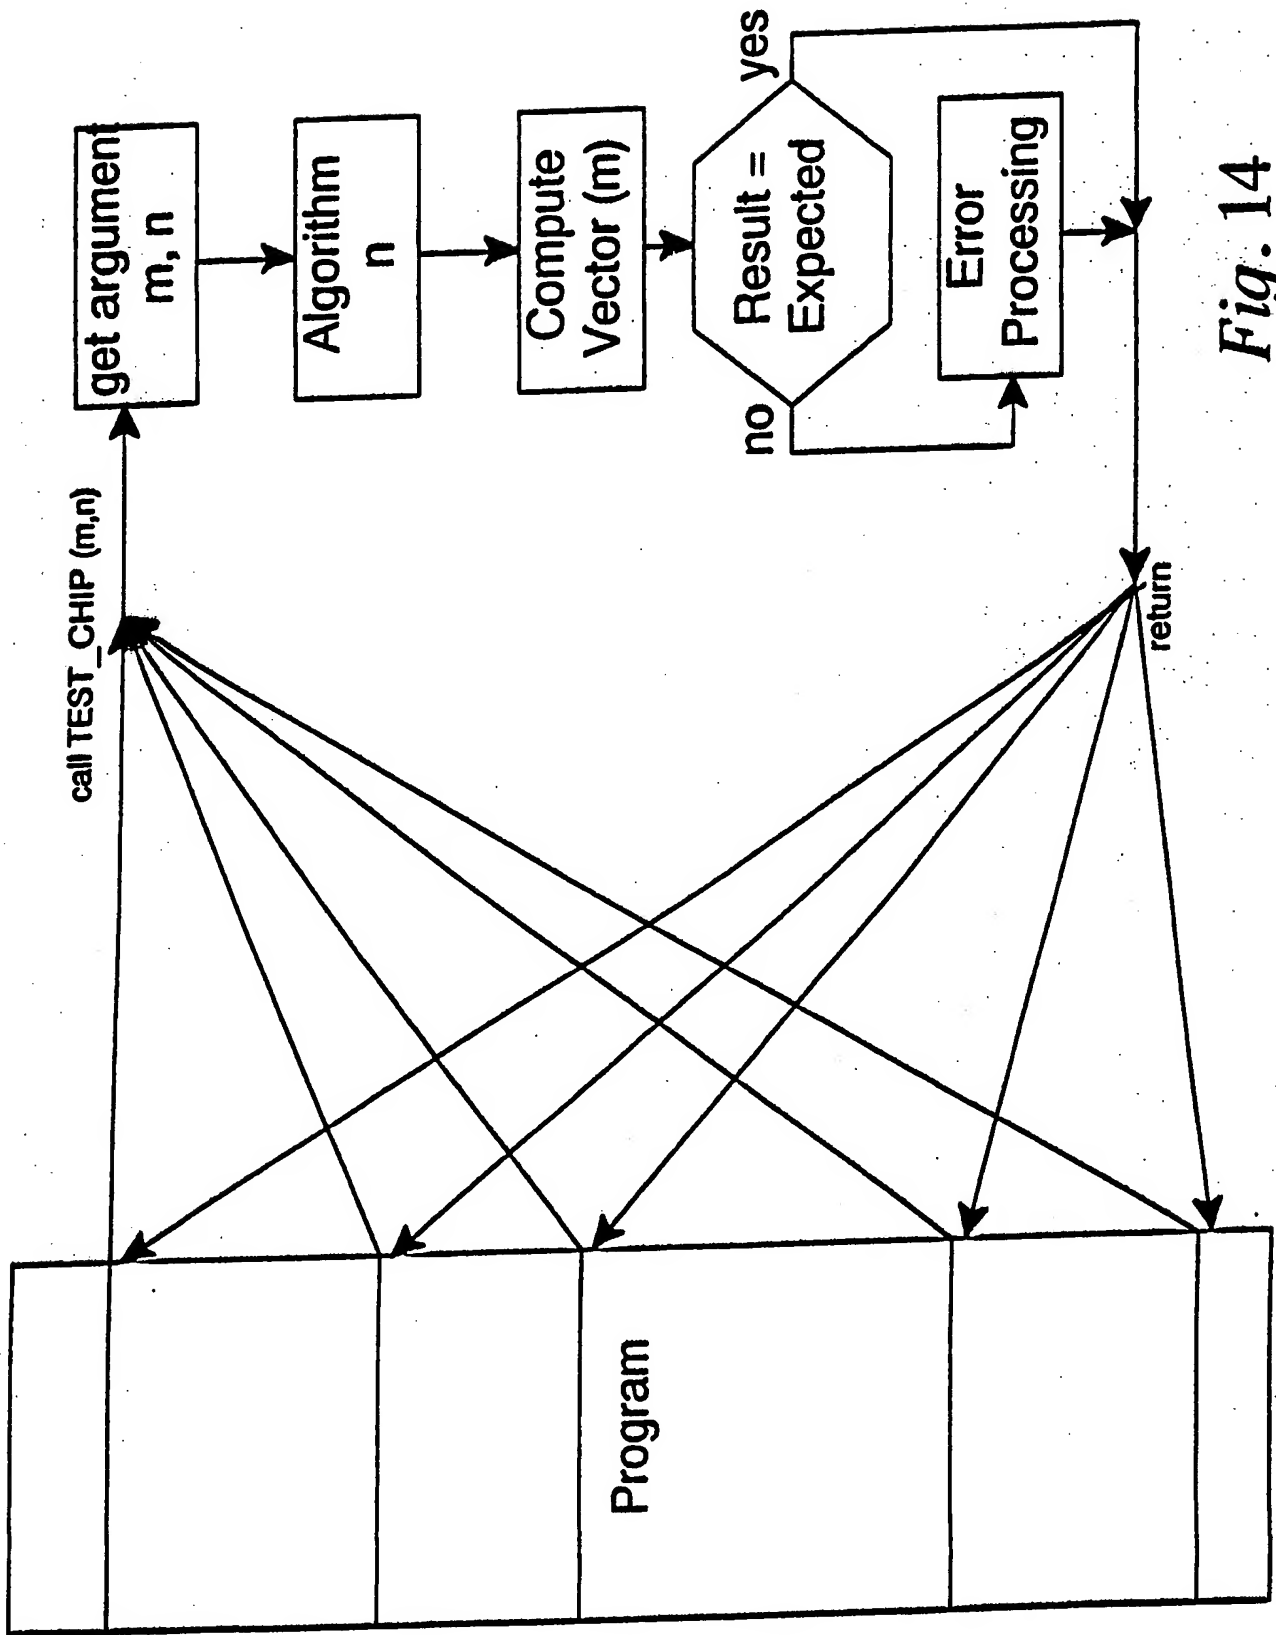 call TEST_CHIP (m,n)
get argument
m, n
Algorithm
n
Compute
Vector (m)
Result =
Expected
yes
no
Error
Processing
return
Program
Fig. 14